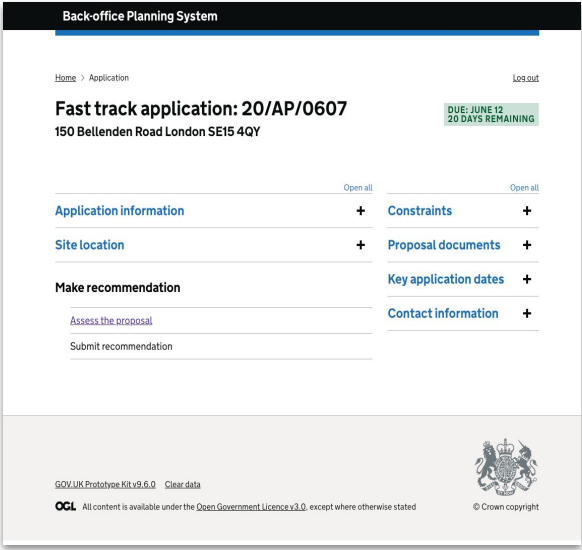 Back-office Planning System
Home > Application
Log out
Fast track application: 20/AP/0607
150 Bellenden Road London SE15 4QY
DUE: JUNE 12
20 DAYS REMAINING
Open all
Application information +
Site location +
Make recommendation
Assess the proposal
Submit recommendation
Open all
Constraints +
Proposal documents +
Key application dates +
Contact information +
GOV.UK Prototype Kit v9.6.0 Clear data
OGL All content is available under the Open Government Licence v3.0, except where otherwise stated
© Crown copyright